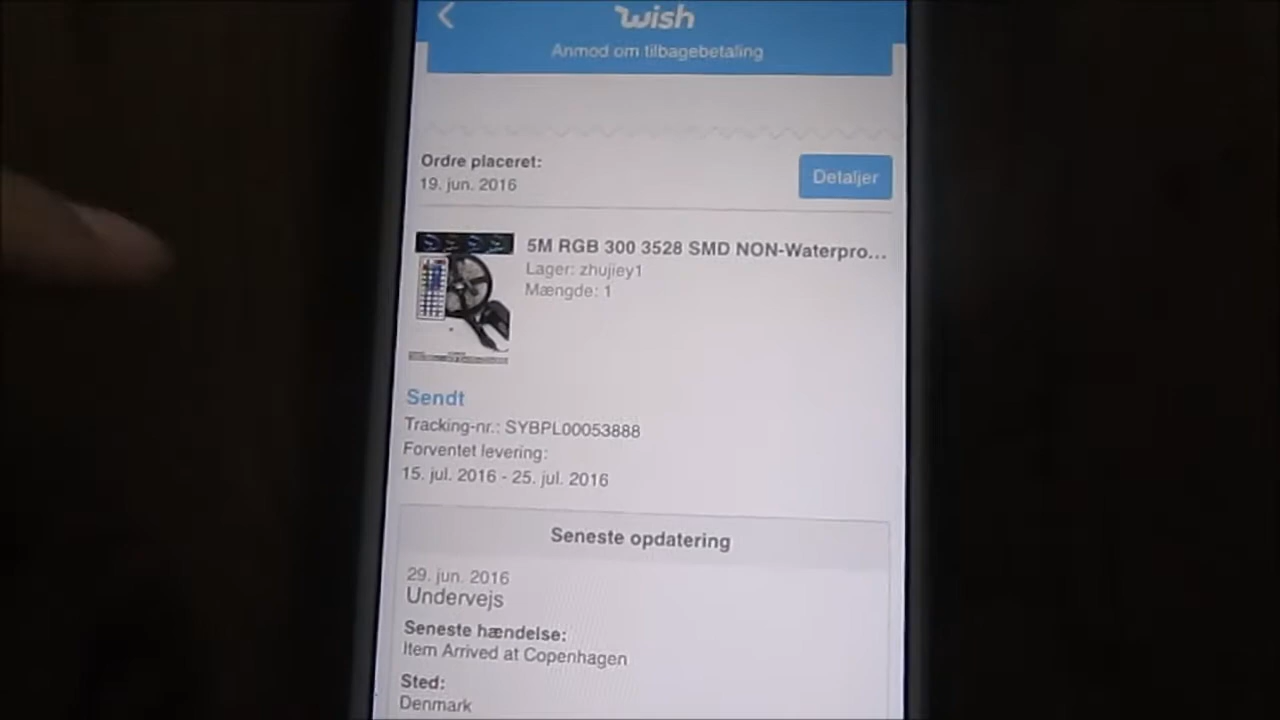 wish
Anmod om tilbagebetaling
Ordre placeret:
19. jun. 2016
Detaljer
5M RGB 300 3528 SMD NON-Waterpro...
Lager: zhujiey1
Mængde: 1
Sendt
Tracking-nr.: SYBPL00053888
Forventet levering:
15. jul. 2016 - 25. jul. 2016
Seneste opdatering
29. jun. 2016
Undervejs
Seneste hændelse:
Item Arrived at Copenhagen
Sted:
Denmark